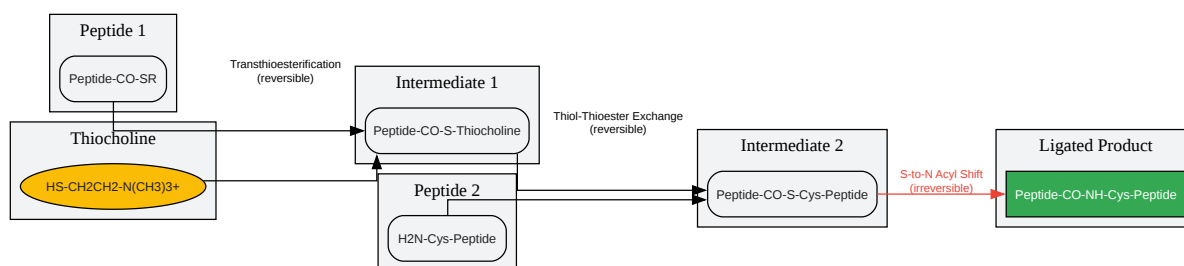 Peptide 1
Peptide-CO-SR
Transthioesterification
(reversible)
Thiocholine
HS-CH2CH2-N(CH3)3+
Intermediate 1
Peptide-CO-S-Thiocholine
Thiol-Thioester Exchange
(reversible)
Peptide 2
H2N-Cys-Peptide
Intermediate 2
Peptide-CO-S-Cys-Peptide
S-to-N Acyl Shift
(irreversible)
Ligated Product
Peptide-CO-NH-Cys-Peptide